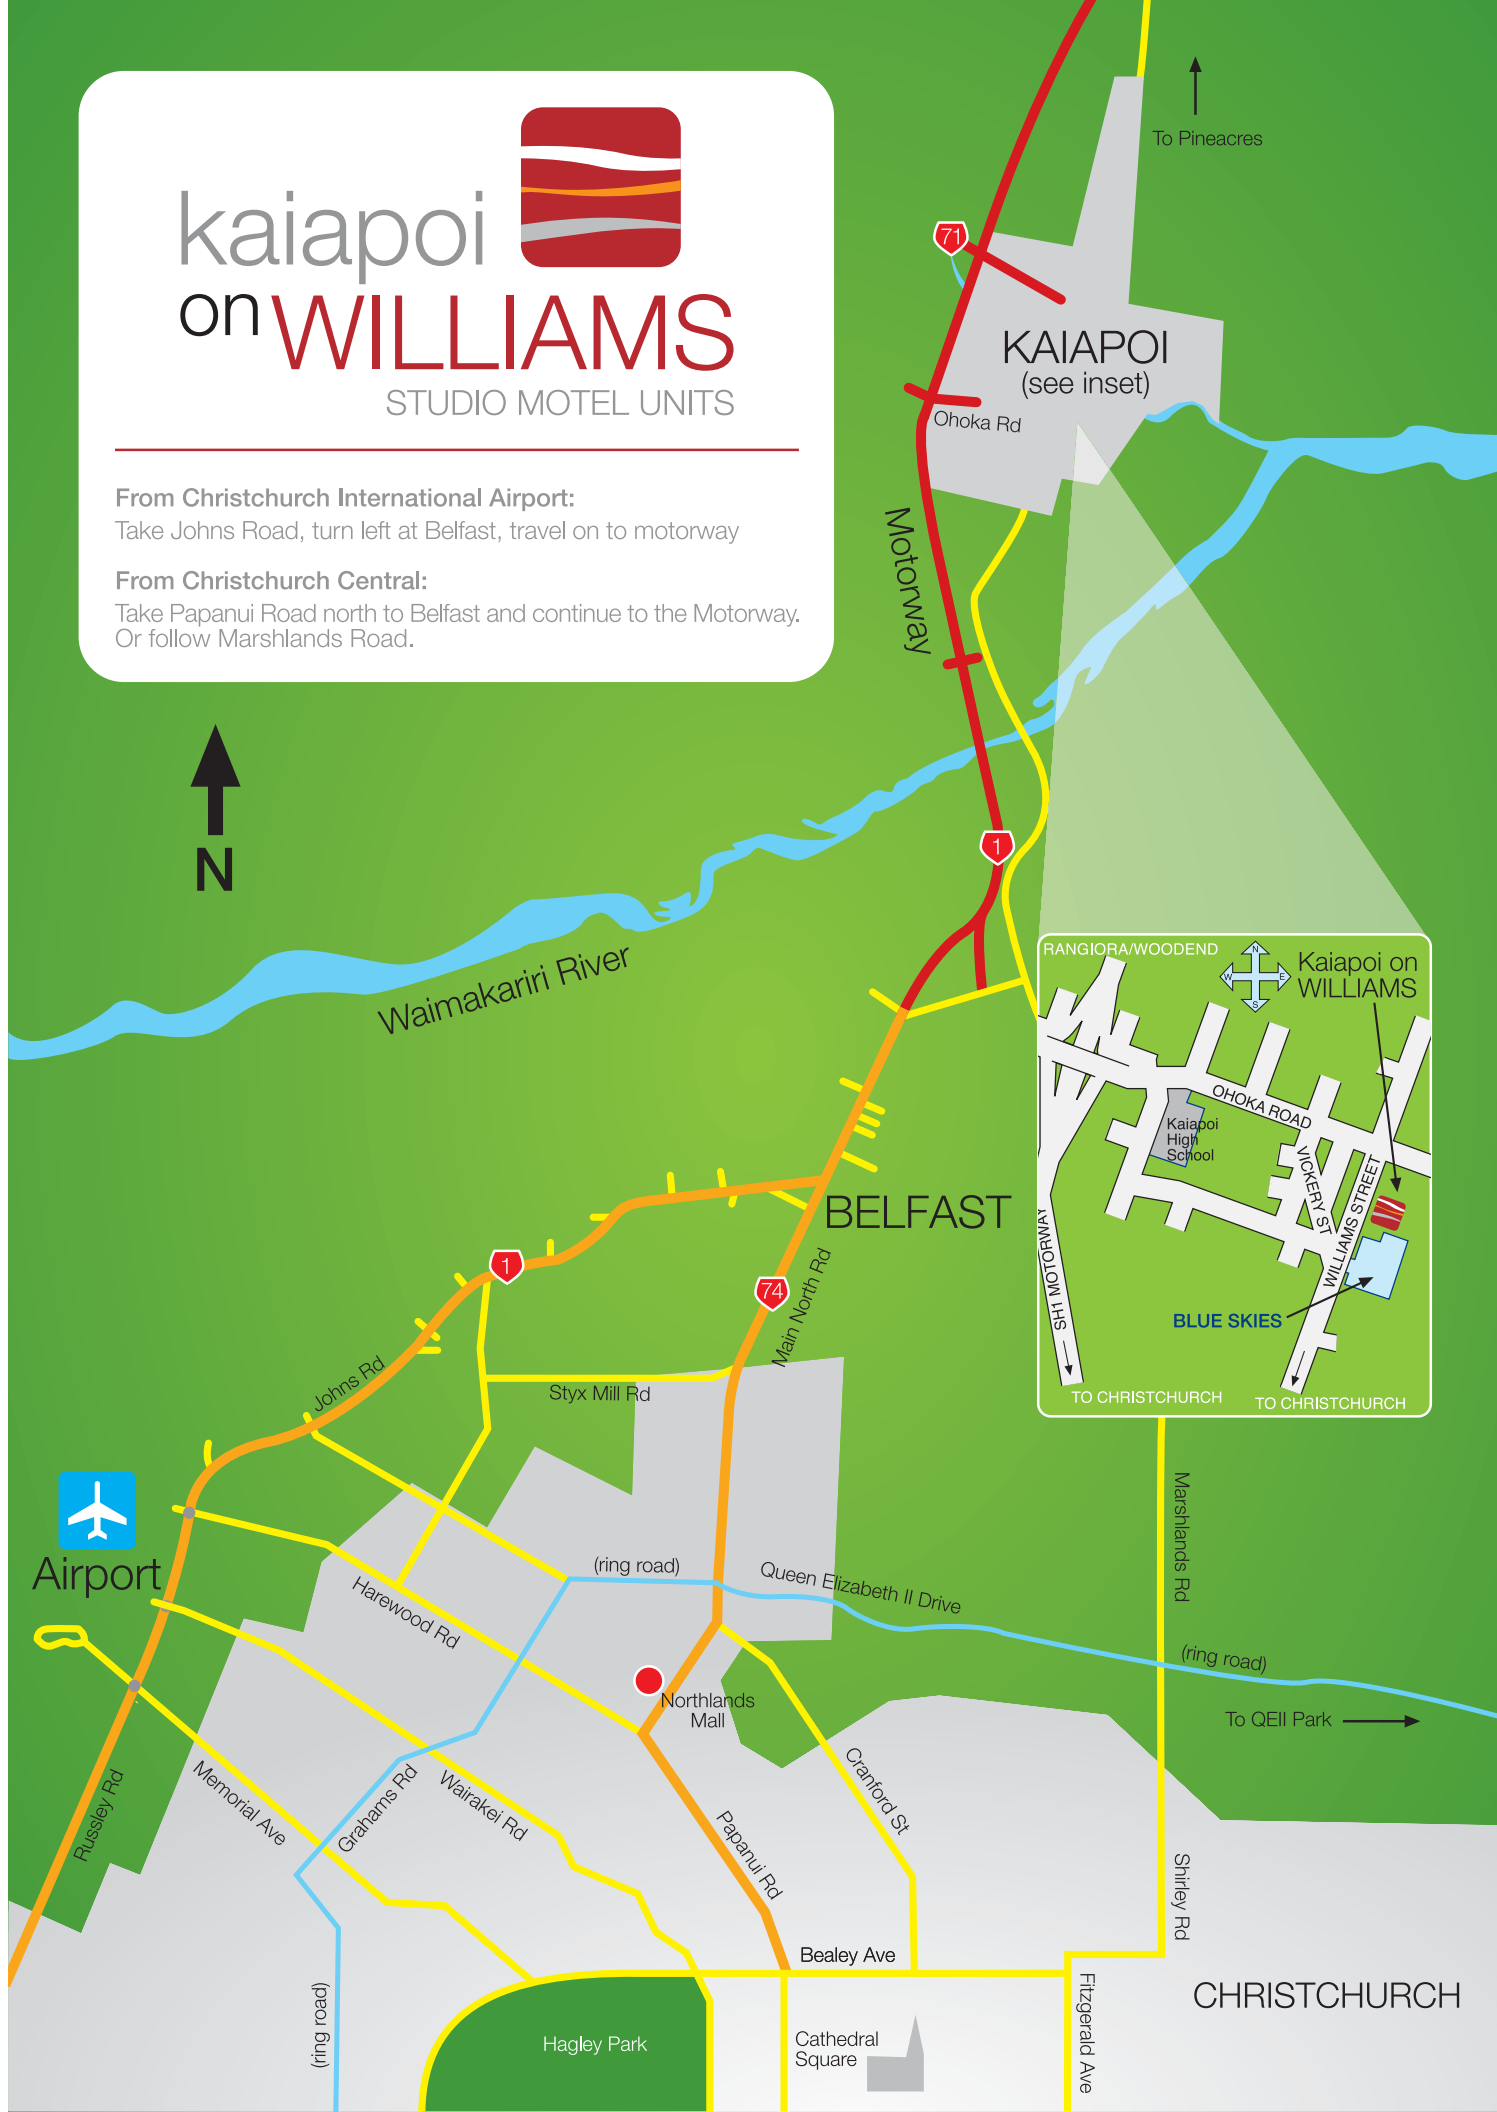 kaiapoi
on WILLIAMS
STUDIO MOTEL UNITS
From Christchurch International Airport:
Take Johns Road, turn left at Belfast, travel on to motorway
From Christchurch Central:
Take Papanui Road north to Belfast and continue to the Motorway.
Or follow Marshlands Road.
N
To Pineacres
71
KAIAPOI
(see inset)
Ohoka Rd
Motorway
1
Waimakariri River
RANGIORA/WOODEND
N
W
E
S
Kaiapoi on
WILLIAMS
OHOKA ROAD
Kaiapoi
High
School
VICKERY ST
WILLIAMS STREET
SH1 MOTORWAY
BLUE SKIES
TO CHRISTCHURCH
TO CHRISTCHURCH
BELFAST
1
74
Main North Rd
Johns Rd
Styx Mill Rd
Airport
Marshlands Rd
(ring road)
Queen Elizabeth II Drive
Harewood Rd
(ring road)
Northlands
Mall
To QEII Park
Russley Rd
Memorial Ave
Grahams Rd
Wairakei Rd
Papanui Rd
Cranford St
Shirley Rd
Bealey Ave
CHRISTCHURCH
(ring road)
Hagley Park
Cathedral
Square
Fitzgerald Ave